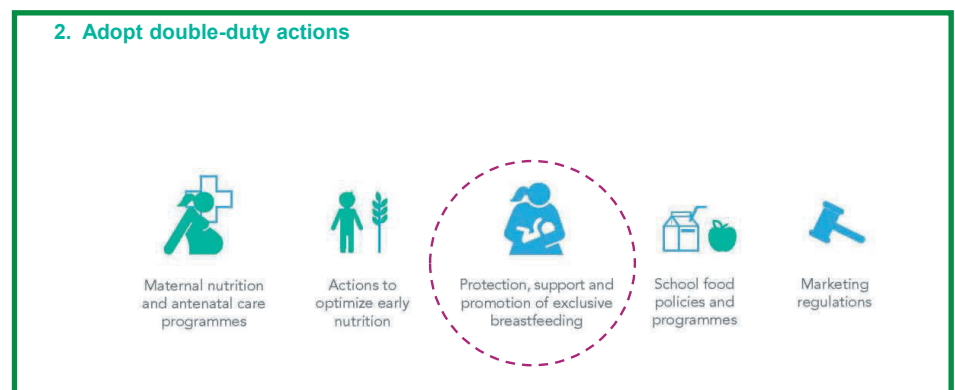 2. Adopt double-duty actions
Maternal nutrition
and antenatal care
programmes
Actions to
optimize early
nutrition
Protection, support and
promotion of exclusive
breastfeeding
School food
policies and
programmes
Marketing
regulations